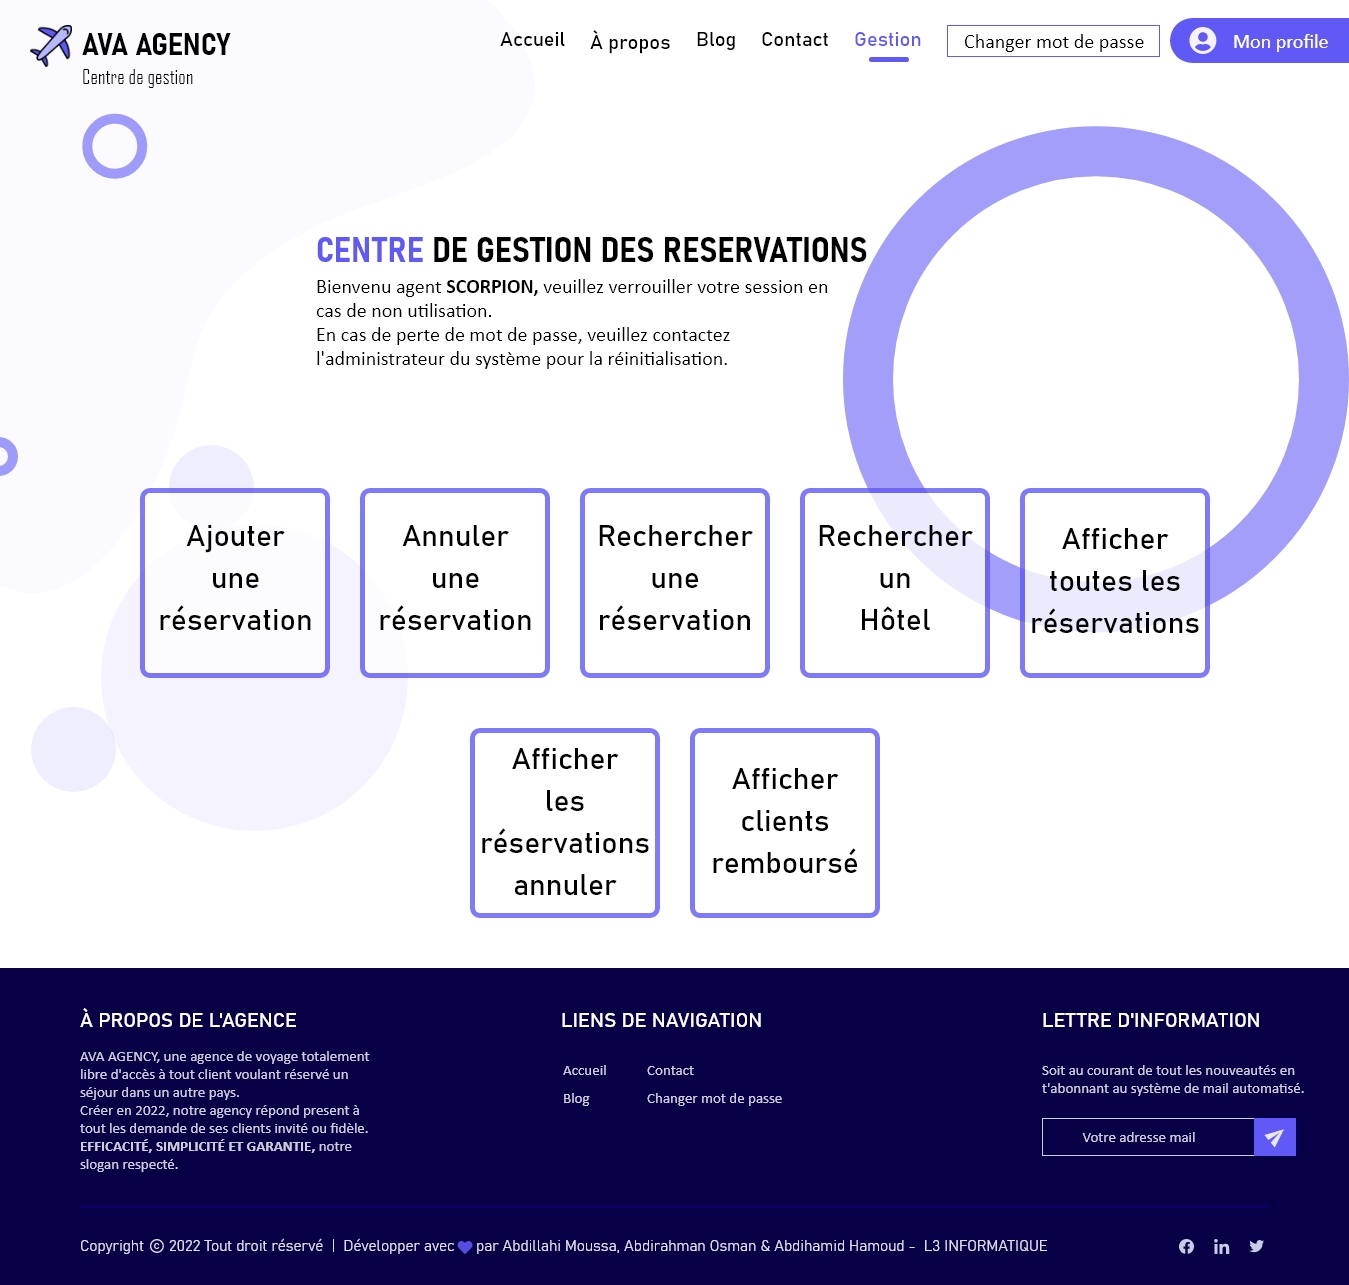 AVA AGENCY
Centre de gestion
Accueil
À propos
Blog
Contact
Gestion
Changer mot de passe
Mon profile
CENTRE DE GESTION DES RESERVATIONS
Bienvenu agent SCORPION, veuillez verrouiller votre session en
cas de non utilisation.
En cas de perte de mot de passe, veuillez contactez
l'administrateur du système pour la réinitialisation.
Ajouter
une
réservation
Annuler
une
réservation
Rechercher
une
réservation
Rechercher
un
Hôtel
Afficher
toutes les
réservations
Afficher
les
réservations
annuler
Afficher
clients
remboursé
À PROPOS DE L'AGENCE
AVA AGENCY, une agence de voyage totalement
libre d'accès à tout client voulant réservé un
séjour dans un autre pays.
Créer en 2022, notre agency répond present à
tout les demande de ses clients invité ou fidèle.
EFFICACITÉ, SIMPLICITÉ ET GARANTIE, notre
slogan respecté.
LIENS DE NAVIGATION
Accueil
Contact
Blog
Changer mot de passe
LETTRE D'INFORMATION
Soit au courant de tout les nouveautés en
t'abonnant au système de mail automatisé.
Votre adresse mail
Copyright © 2022 Tout droit réservé | Développer avec par Abdillahi Moussa, Abdirahman Osman & Abdihamid Hamoud - L3 INFORMATIQUE